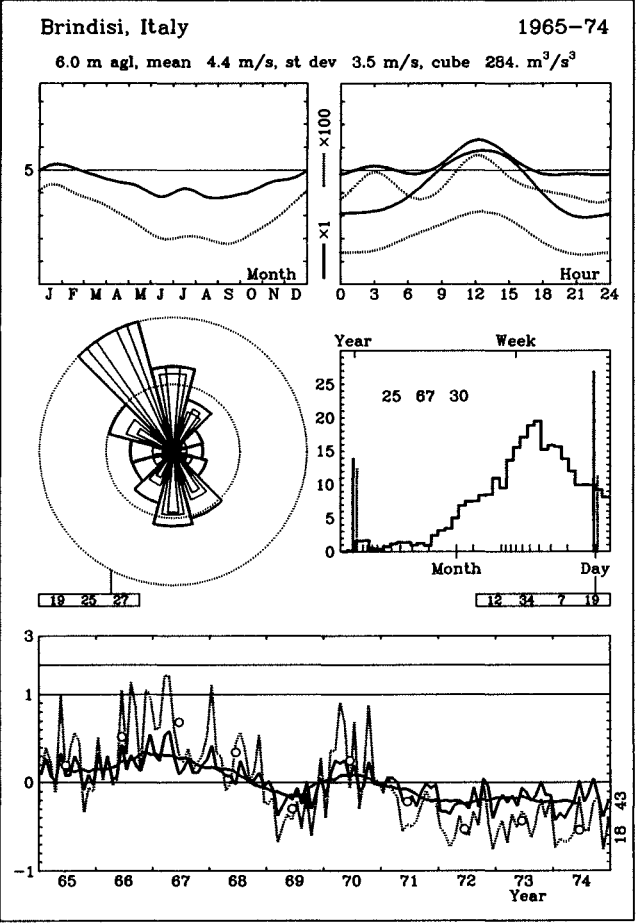 Brindisi, Italy 1965-74
6.0 m agl, mean 4.4 m/s, st dev 3.5 m/s, cube 284. m³/s³
5
×1 ×100
Month Hour
J F M A M J J A S O N D
0 3 6 9 12 15 18 21 24
Year Week
25
20
15
10
5
0
25 67 30
Month Day
19 25 27
12 34 7 19
3
1
0
-1
18 43
65 66 67 68 69 70 71 72 73 74
Year